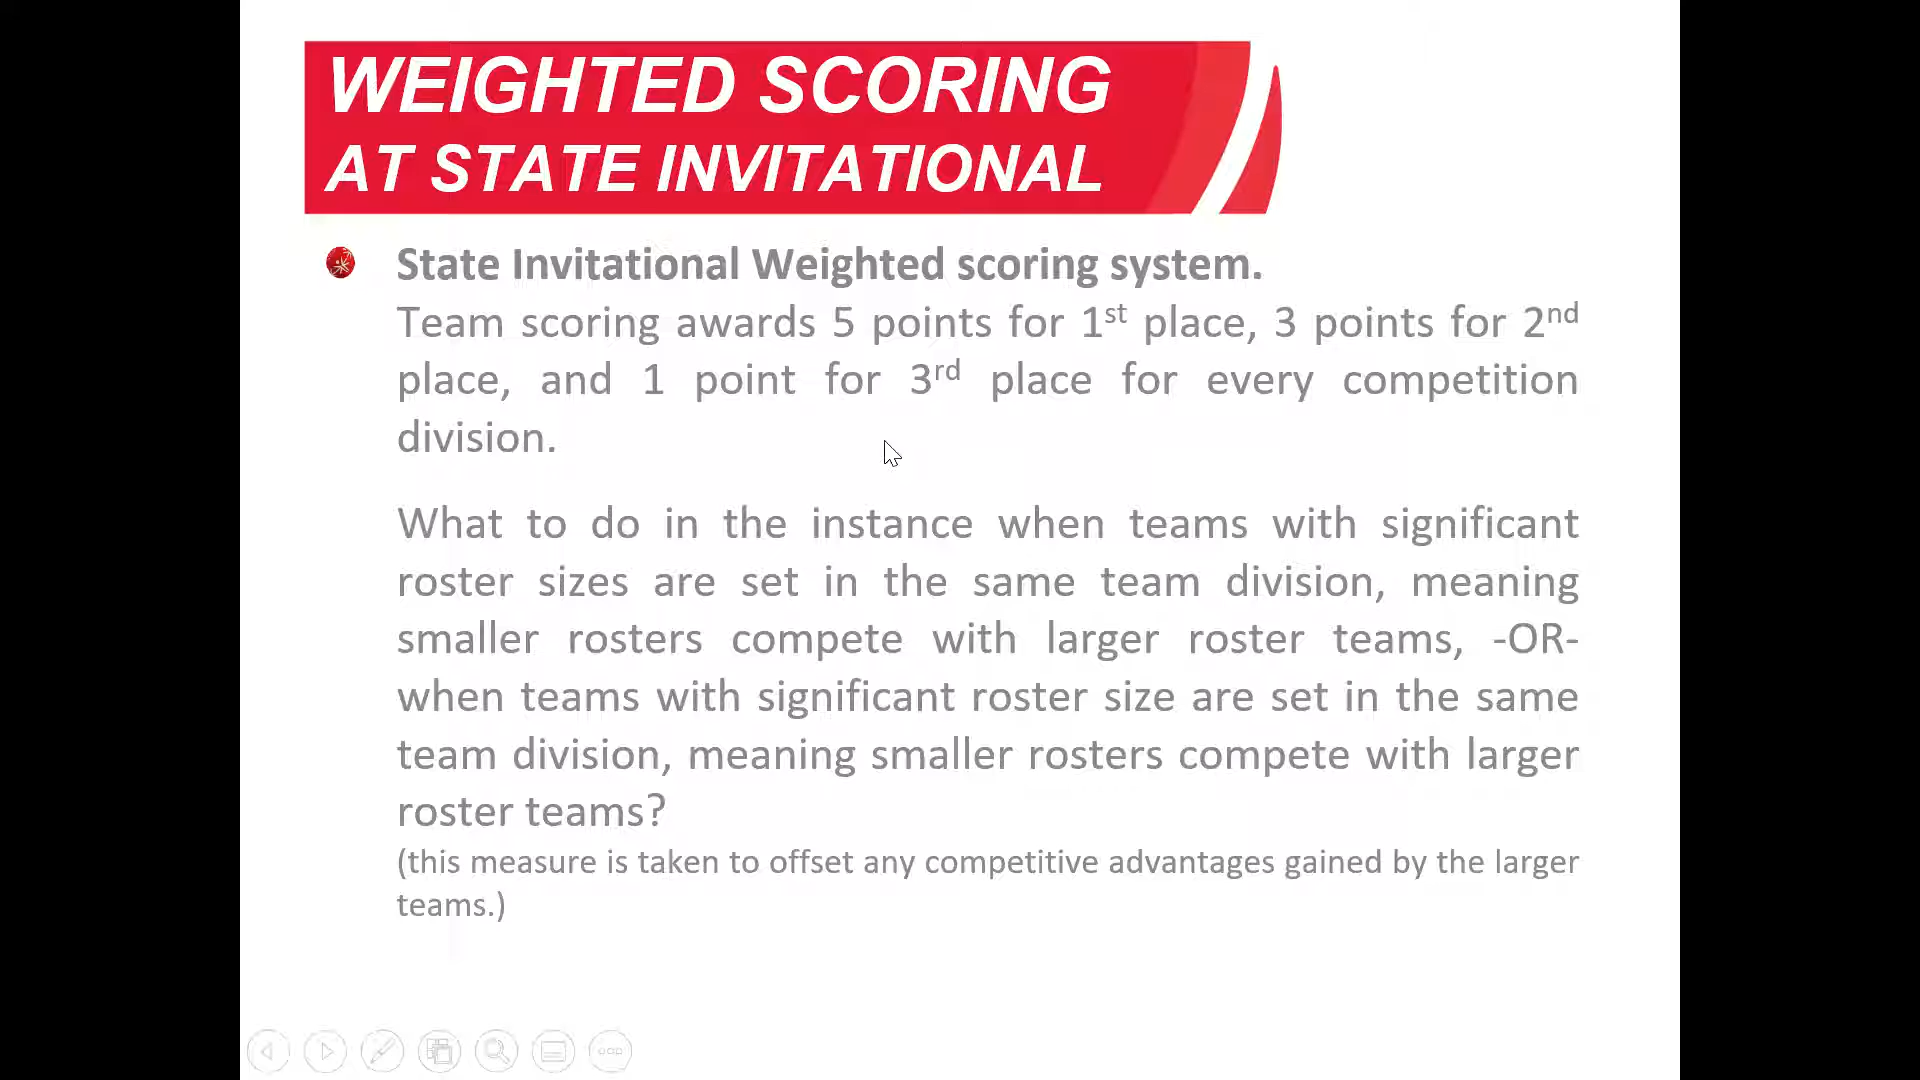 WEIGHTED SCORING
AT STATE INVITATIONAL
State Invitational Weighted scoring system.
Team scoring awards 5 points for 1st place, 3 points for 2nd
place, and 1 point for 3rd place for every competition
division.
What to do in the instance when teams with significant
roster sizes are set in the same team division, meaning
smaller rosters compete with larger roster teams, -OR-
when teams with significant roster size are set in the same
team division, meaning smaller rosters compete with larger
roster teams?
(this measure is taken to offset any competitive advantages gained by the larger
teams.)